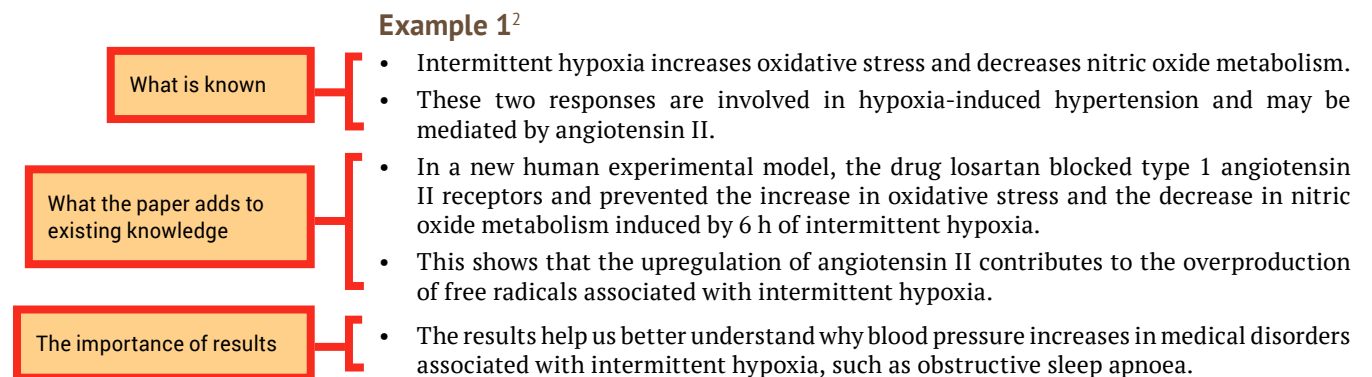 Example 1²
What is known
• Intermittent hypoxia increases oxidative stress and decreases nitric oxide metabolism.
• These two responses are involved in hypoxia-induced hypertension and may be
mediated by angiotensin II.
What the paper adds to
existing knowledge
• In a new human experimental model, the drug losartan blocked type 1 angiotensin
II receptors and prevented the increase in oxidative stress and the decrease in nitric
oxide metabolism induced by 6 h of intermittent hypoxia.
• This shows that the upregulation of angiotensin II contributes to the overproduction
of free radicals associated with intermittent hypoxia.
The importance of results
• The results help us better understand why blood pressure increases in medical disorders
associated with intermittent hypoxia, such as obstructive sleep apnoea.